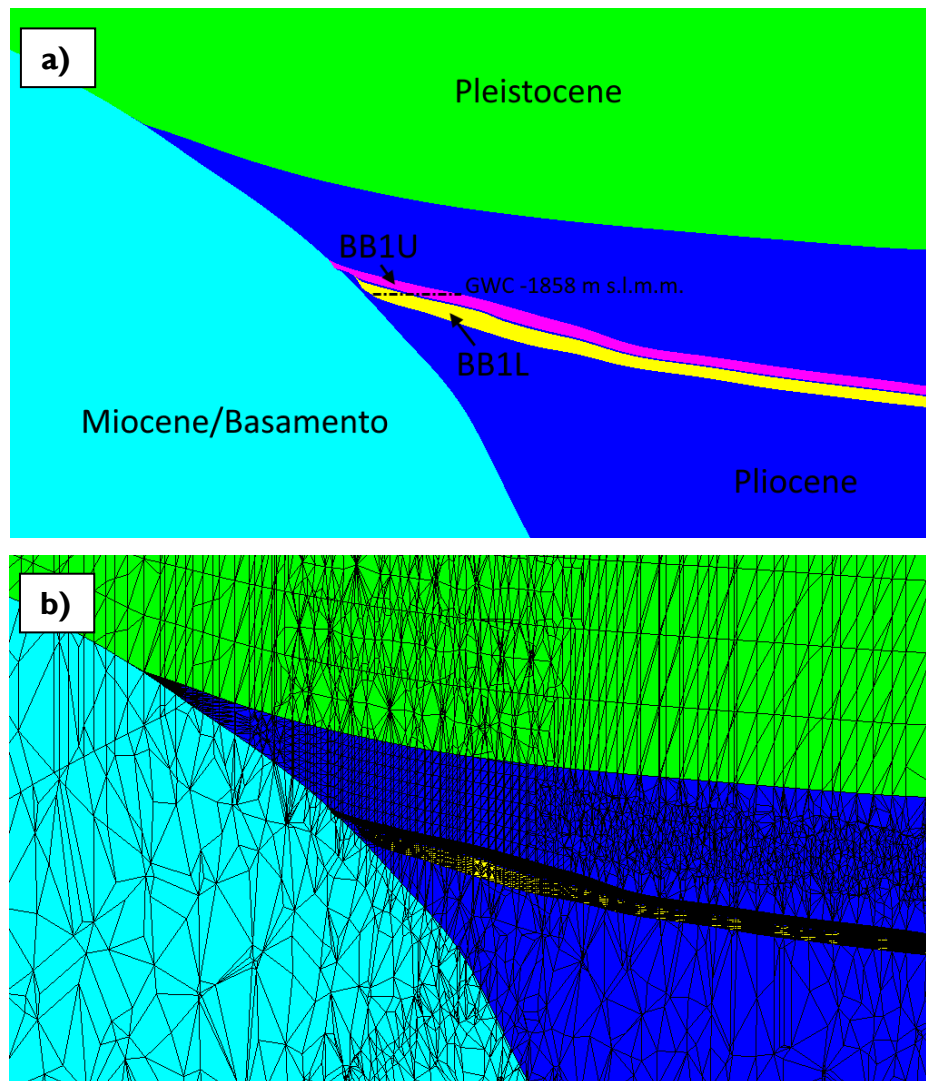 a)
Pleistocene
BB1U
GWC -1858 m s.l.m.m.
BB1L
Miocene/Basamento
Pliocene
b)